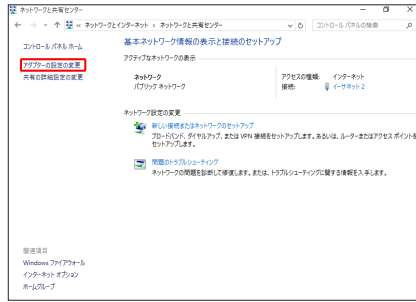 ネットワークと共有センター
« ネットワークとインターネット › ネットワークと共有センター
コントロール パネルの検索
コントロール パネル ホーム
アダプターの設定の変更
共有の詳細設定の変更
基本ネットワーク情報の表示と接続のセットアップ
アクティブなネットワークの表示
ネットワーク
パブリック ネットワーク
アクセスの種類: インターネット
接続: イーサネット 2
ネットワーク設定の変更
新しい接続またはネットワークのセットアップ
ブロードバンド、ダイヤルアップ、または VPN 接続をセットアップします。あるいは、ルーターまたはアクセス ポイントを
セットアップします。
問題のトラブルシューティング
ネットワークの問題を診断して修復します。または、トラブルシューティングに関する情報を入手します。
関連項目
Windows ファイアウォール
インターネット オプション
ホームグループ